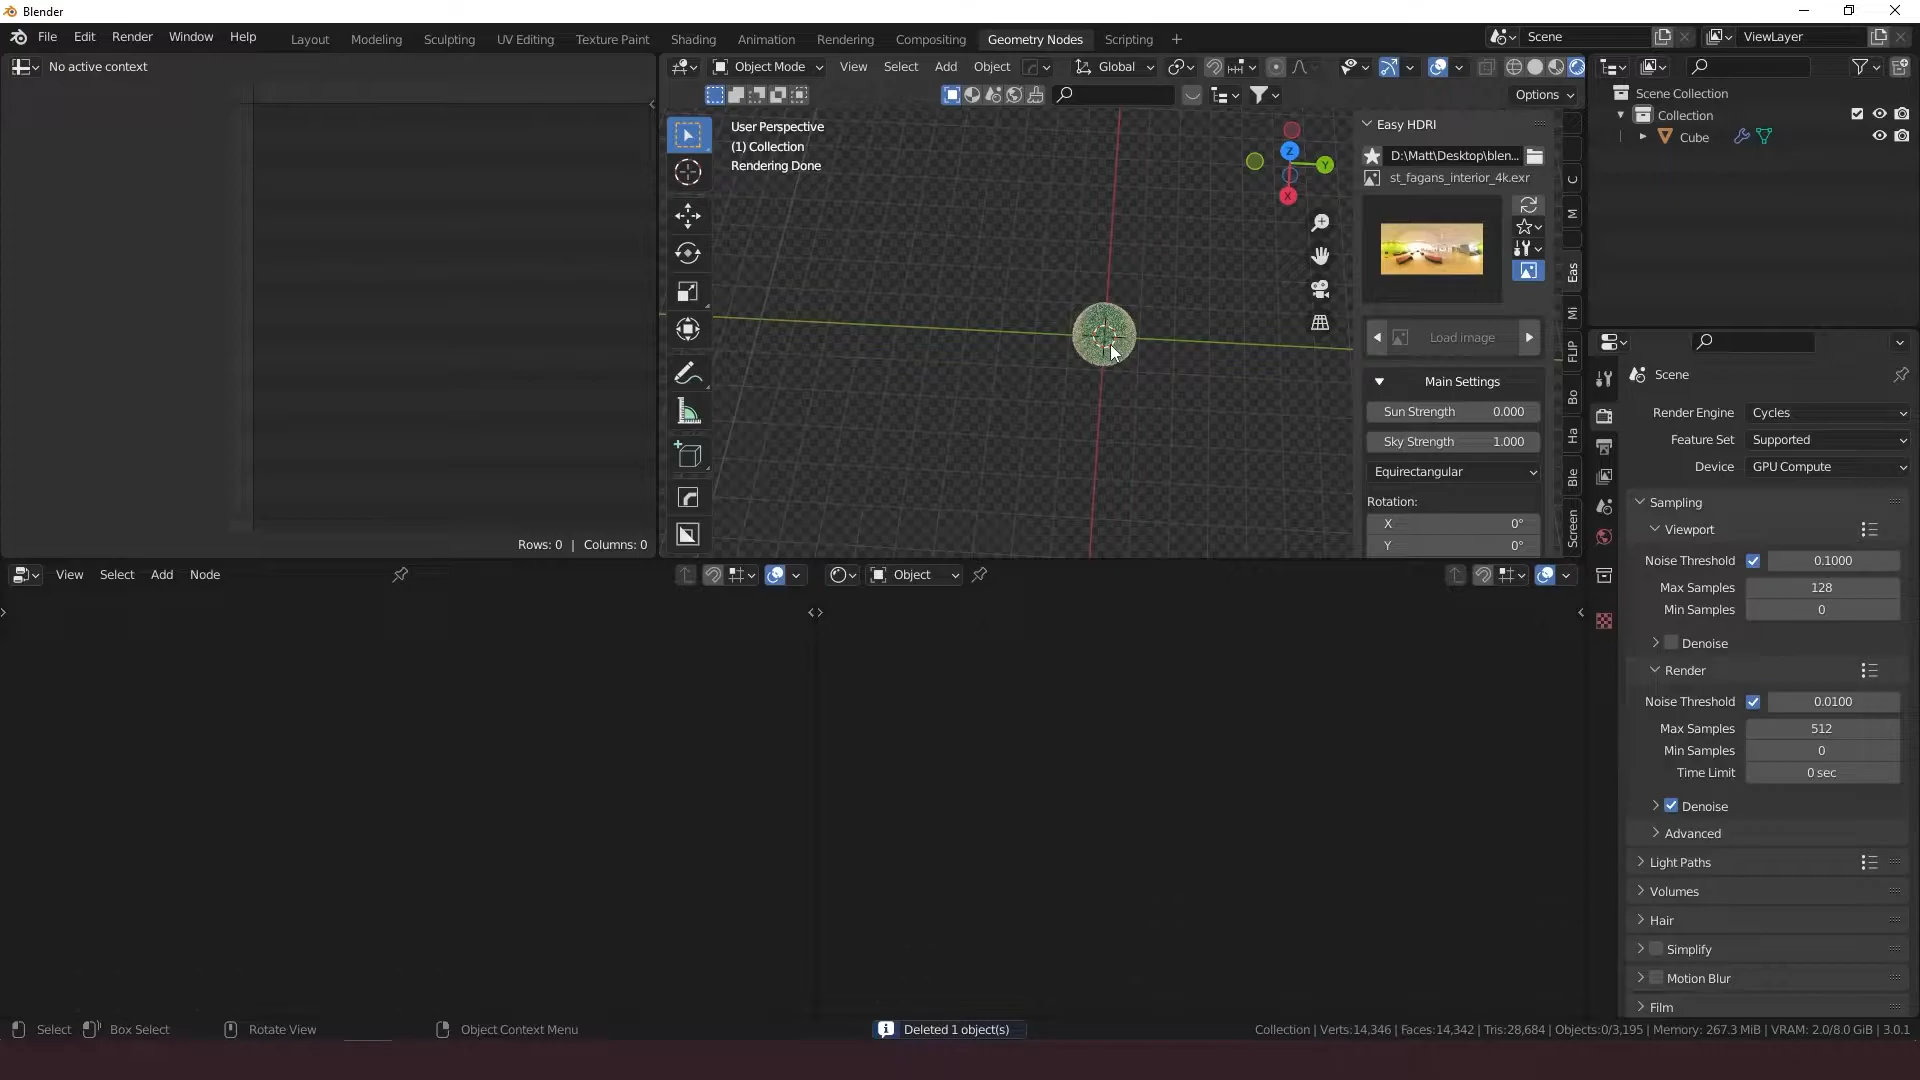 Blender
File Edit Render Window Help
Layout Modeling Sculpting UV Editing Texture Paint Shading Animation Rendering Compositing Geometry Nodes Scripting +
Scene
ViewLayer
No active context
Object Mode View Select Add Object Global
Options
User Perspective
(1) Collection
Rendering Done
Z
Y
X
Easy HDRI
D:\Matt\Desktop\blen...
st_fagans_interior_4k.exr
Load image
Main Settings
Sun Strength 0.000
Sky Strength 1.000
Equirectangular
Rotation:
X 0°
Y 0°
C
M
Eas
Mi
FLIP
Bo
Ha
Ble
Screen
Scene Collection
Collection
Cube
Scene
Render Engine Cycles
Feature Set Supported
Device GPU Compute
Sampling
Viewport
Noise Threshold 0.1000
Max Samples 128
Min Samples 0
Denoise
Render
Noise Threshold 0.0100
Max Samples 512
Min Samples 0
Time Limit 0 sec
Denoise
Advanced
Light Paths
Volumes
Hair
Simplify
Motion Blur
Film
Rows: 0 | Columns: 0
View Select Add Node
Object
Select Box Select Rotate View Object Context Menu
Deleted 1 object(s)
Collection | Verts:14,346 | Faces:14,342 | Tris:28,684 | Objects:0/3,195 | Memory: 267.3 MiB | VRAM: 2.0/8.0 GiB | 3.0.1